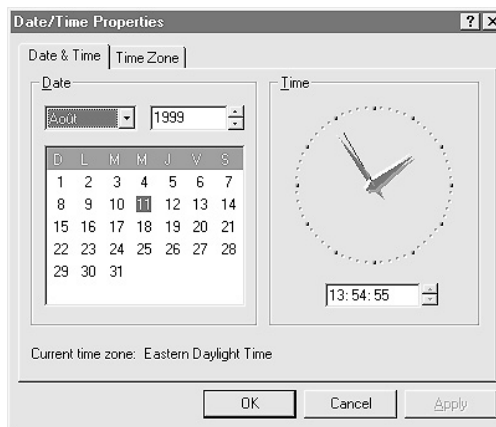 Date/Time Properties
Date & Time
Time Zone
Date
Août
1999
D L M M J V S
1 2 3 4 5 6 7
8 9 10 11 12 13 14
15 16 17 18 19 20 21
22 23 24 25 26 27 28
29 30 31
Time
13:54:55
Current time zone: Eastern Daylight Time
OK
Cancel
Apply